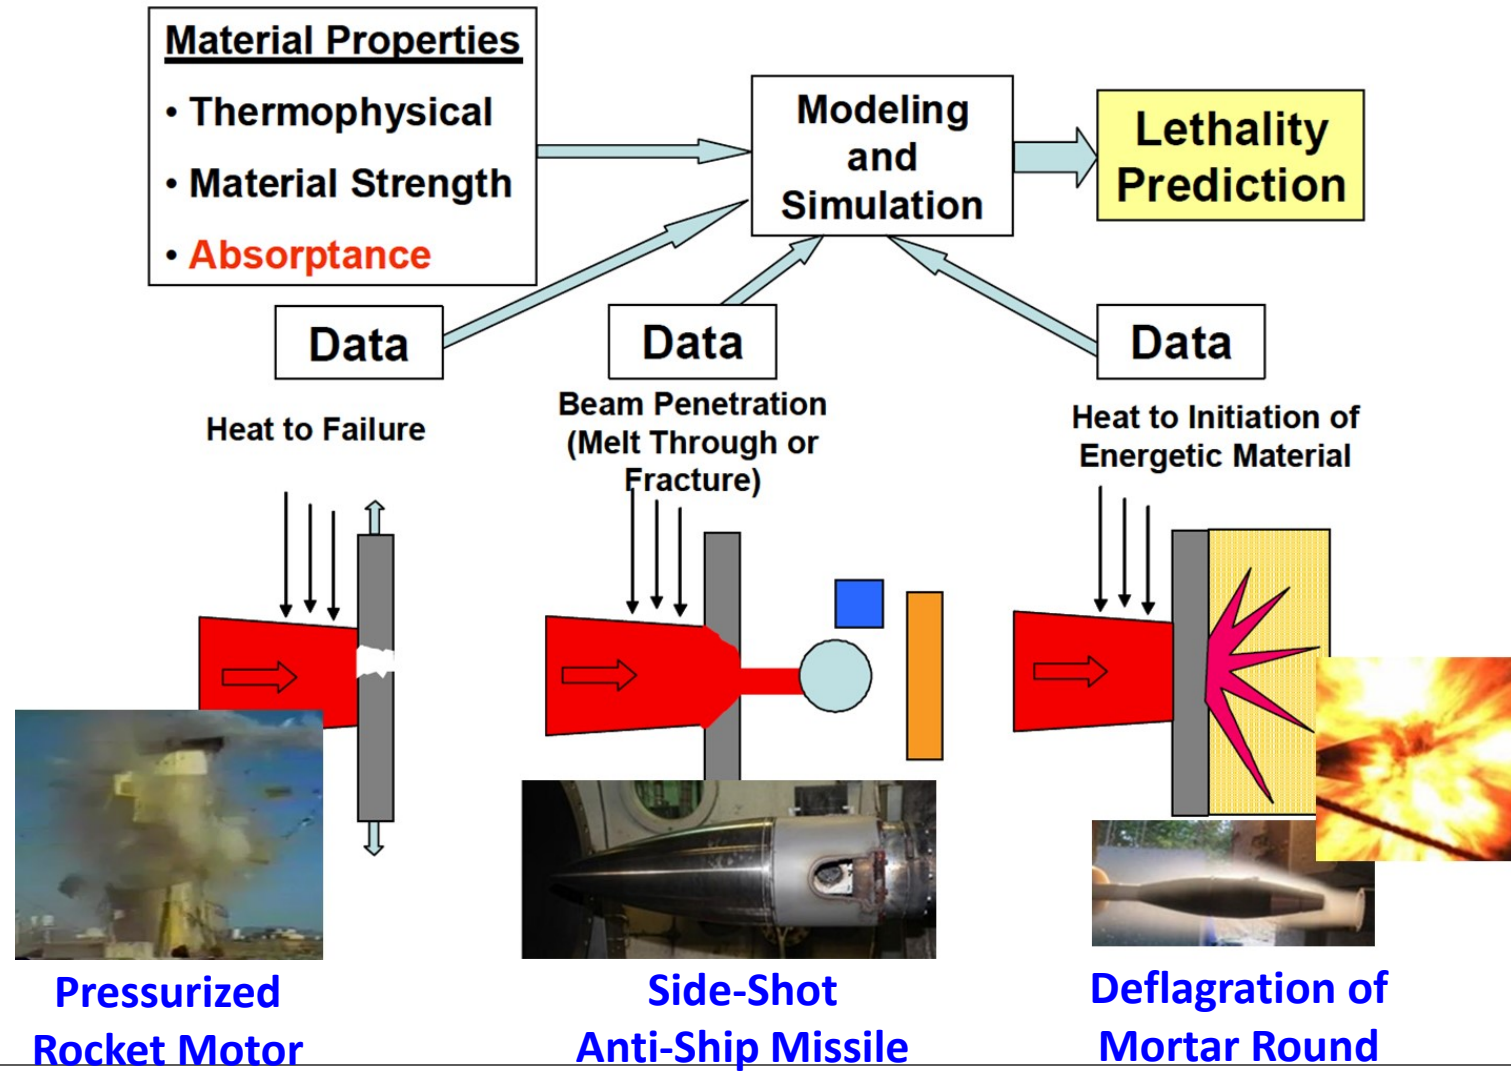 Material Properties
• Thermophysical
• Material Strength
• Absorptance
Modeling
and
Simulation
Lethality
Prediction
Data
Data
Data
Heat to Failure
Beam Penetration
(Melt Through or
Fracture)
Heat to Initiation of
Energetic Material
Pressurized
Rocket Motor
Side-Shot
Anti-Ship Missile
Deflagration of
Mortar Round